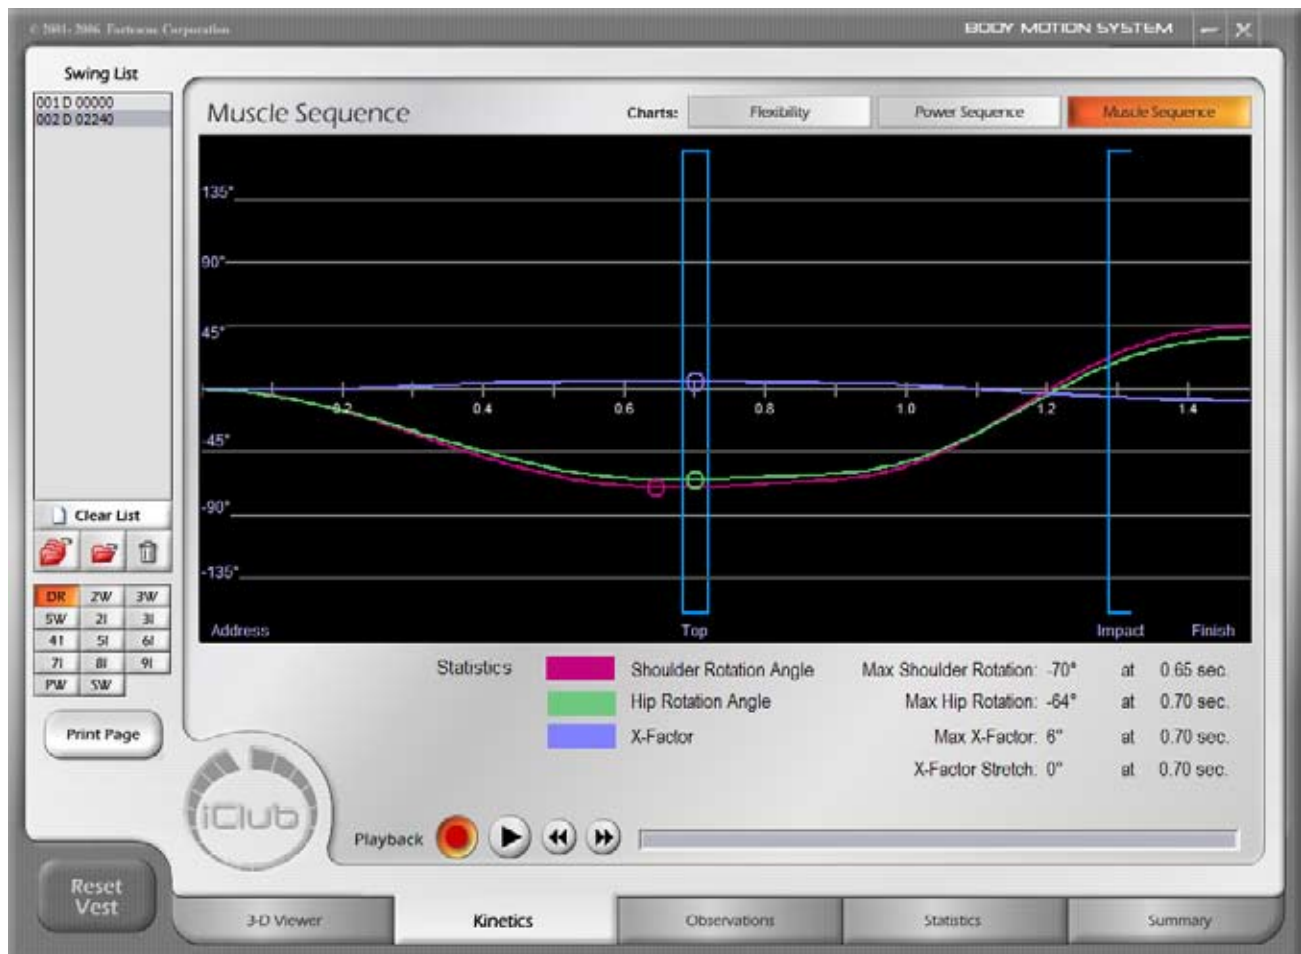 © 2001-2006 Fortescue Corporation
BODY MOTION SYSTEM
Swing List
001 D 00000
002 D 02240
Muscle Sequence
Charts:
Flexibility
Power Sequence
Muscle Sequence
135°
90°
45°
0.2 0.4 0.6 0.8 1.0 1.2 1.4
-45°
-90°
-135°
Address Top Impact Finish
Clear List
DR 2W 3W
5W 2I 3I
4I 5I 6I
7I 8I 9I
PW SW
Print Page
Statistics
Shoulder Rotation Angle
Hip Rotation Angle
X-Factor
Max Shoulder Rotation: -70° at 0.65 sec.
Max Hip Rotation: -64° at 0.70 sec.
Max X-Factor: 6° at 0.70 sec.
X-Factor Stretch: 0° at 0.70 sec.
iClub
Playback
Reset
Vest
3-D Viewer
Kinetics
Observations
Statistics
Summary